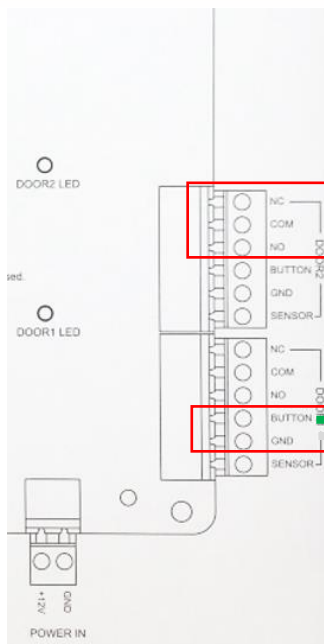 DOOR2 LED
NC
COM
NO
BUTTON
GND
SENSOR
DOOR2
sed.
DOOR1 LED
NC
COM
NO
BUTTON
GND
SENSOR
+12V
GND
POWER IN